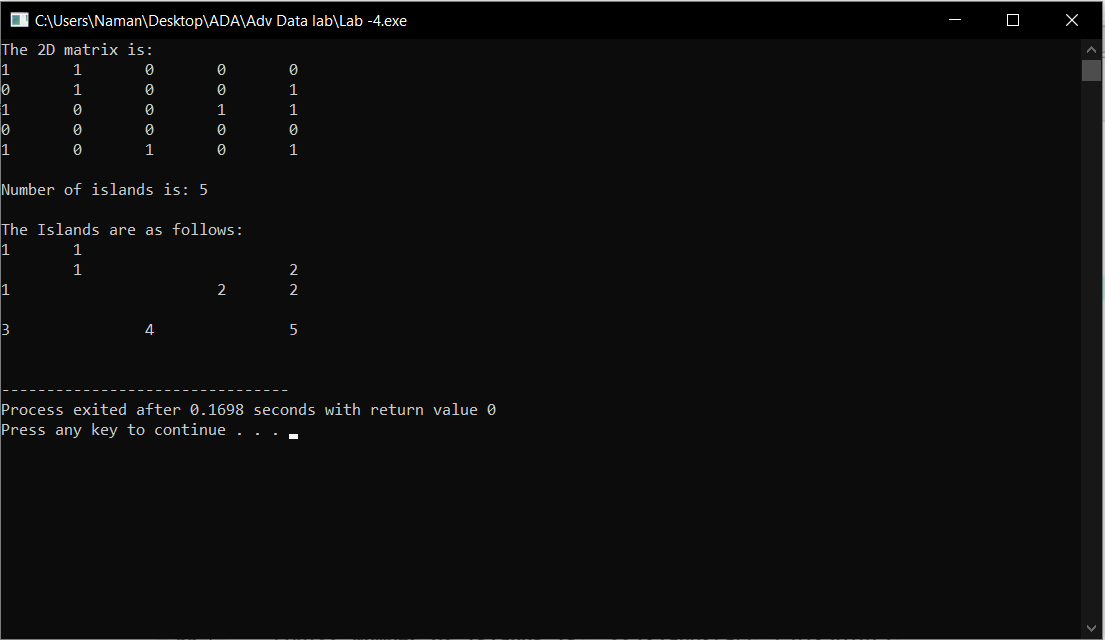 C:\Users\Naman\Desktop\ADA\Adv Data lab\Lab -4.exe
The 2D matrix is:
1 1 0 0 0
0 1 0 0 1
1 0 0 1 1
0 0 0 0 0
1 0 1 0 1
Number of islands is: 5
The Islands are as follows:
1 1
1 2
1 2 2
3 4 5
--------------------------------
Process exited after 0.1698 seconds with return value 0
Press any key to continue . . .